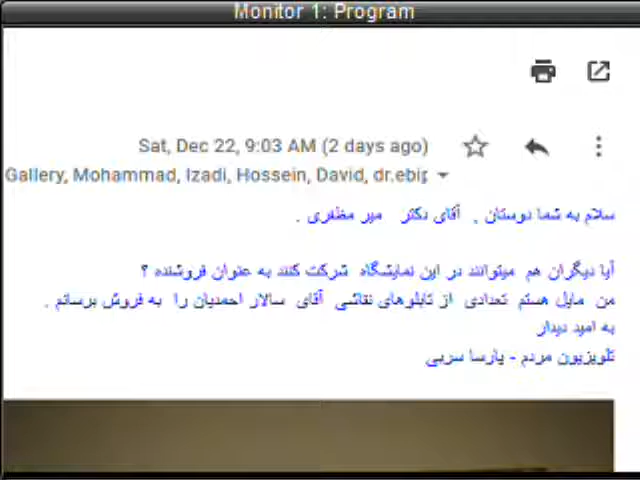 Monitor 1: Program
Sat, Dec 22, 9:03 AM (2 days ago)
Gallery, Mohammad, Izadi, Hossein, David, dr.ebip
سلام به شما دوستان , آقای دکتر میر مظفری .
آیا دیگران هم میتوانند در این نمایشگاه شرکت کنند به عنوان فروشنده ؟
من مایل هستم تعدادی از تابلوهای نقاشی آقای سالار احمدیان را به فروش برسانم .
به امید دیدار
تلویزیون مردم - پارسا سربی